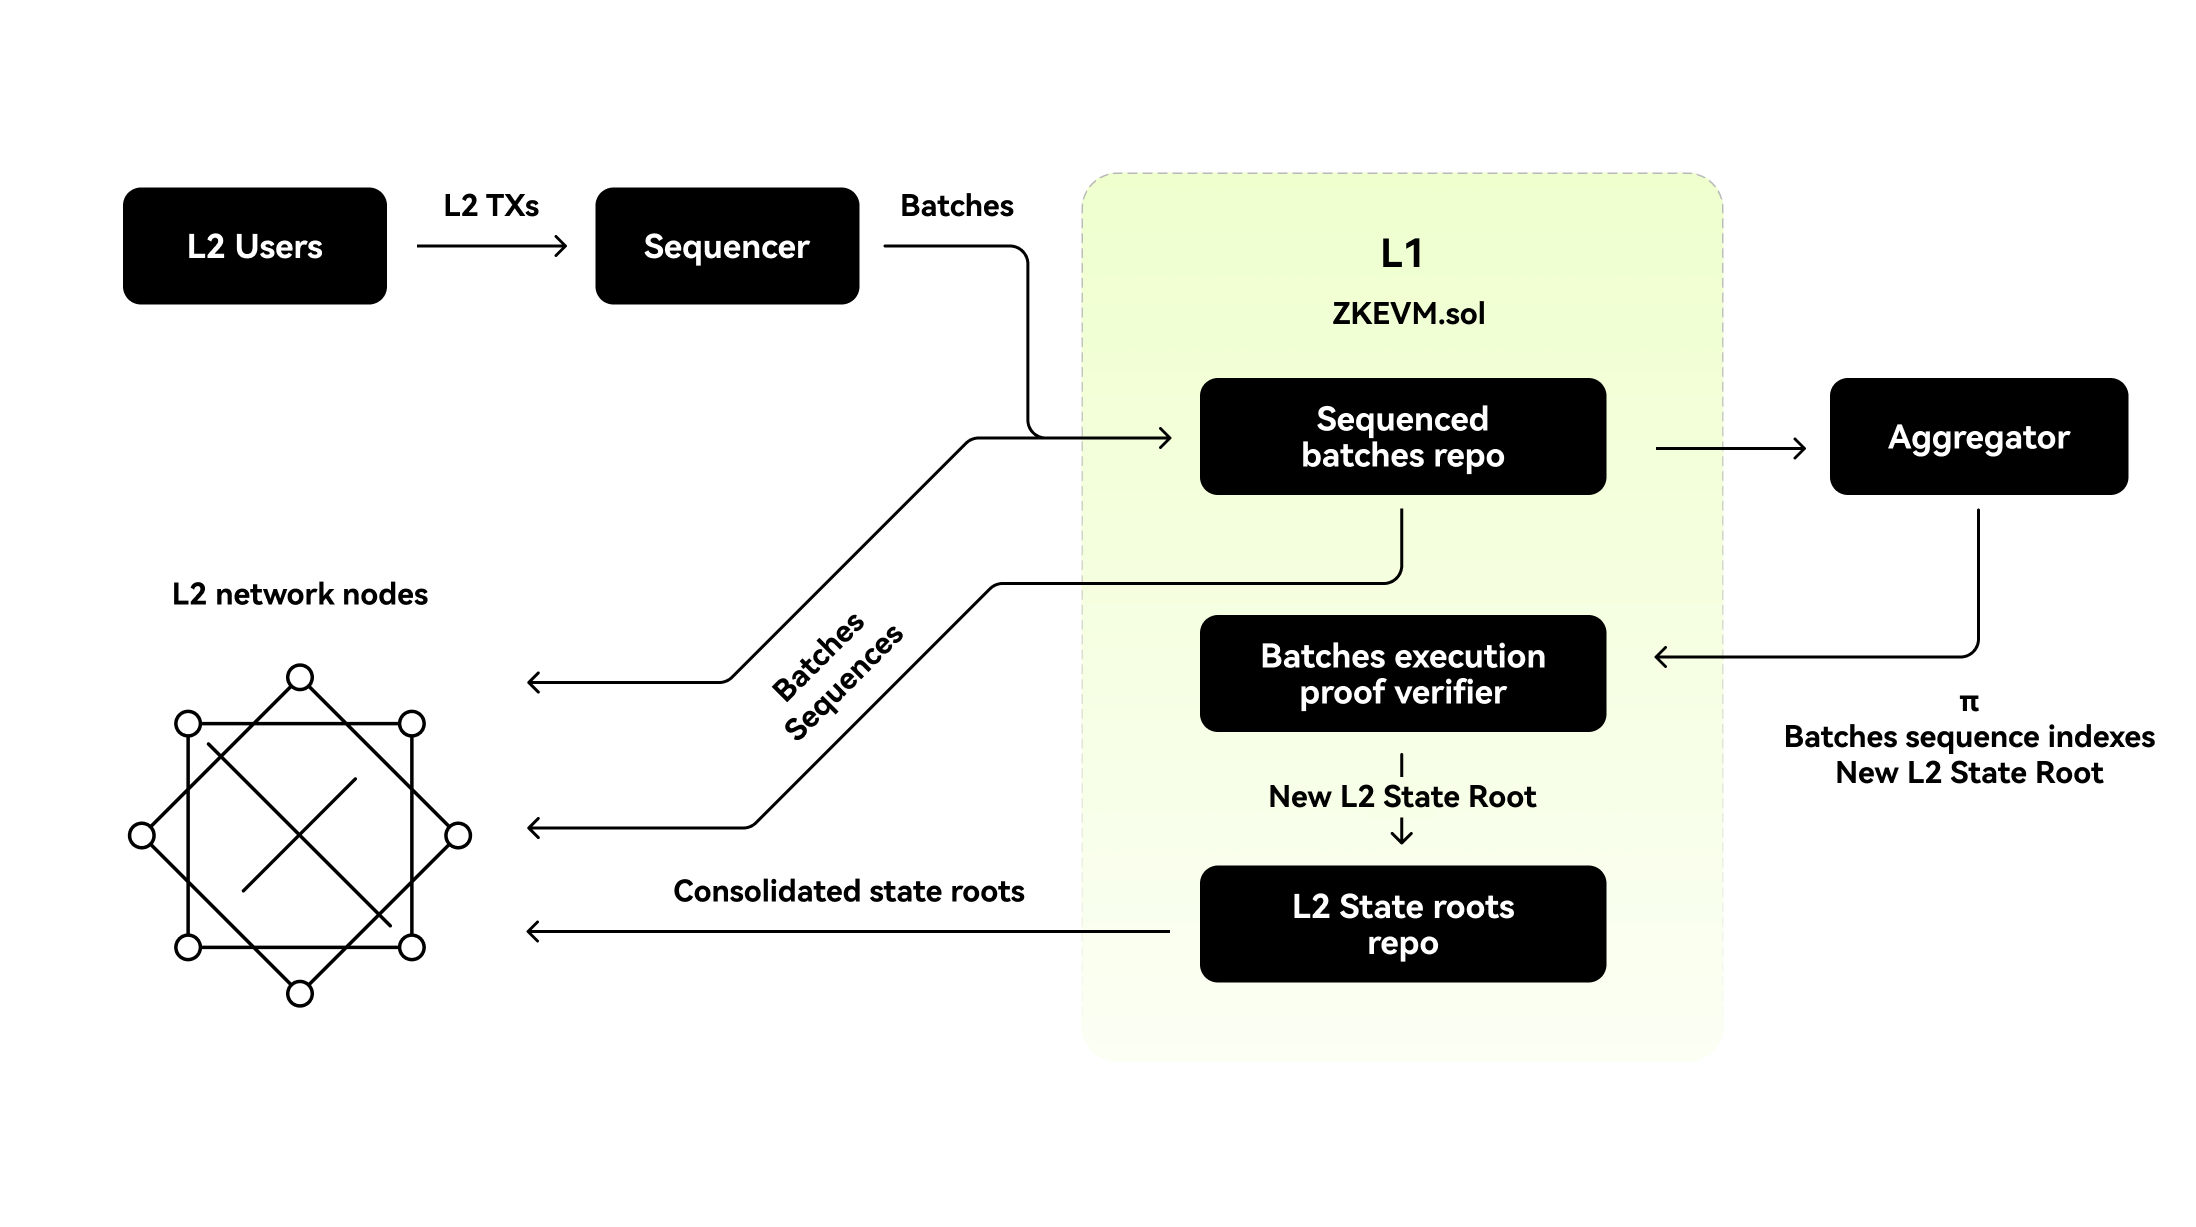 L2 Users
L2 TXs
Sequencer
Batches
L1
ZKEVM.sol
Sequenced
batches repo
Aggregator
L2 network nodes
Batches
Sequences
Batches execution
proof verifier
π
Batches sequence indexes
New L2 State Root
New L2 State Root
Consolidated state roots
L2 State roots
repo